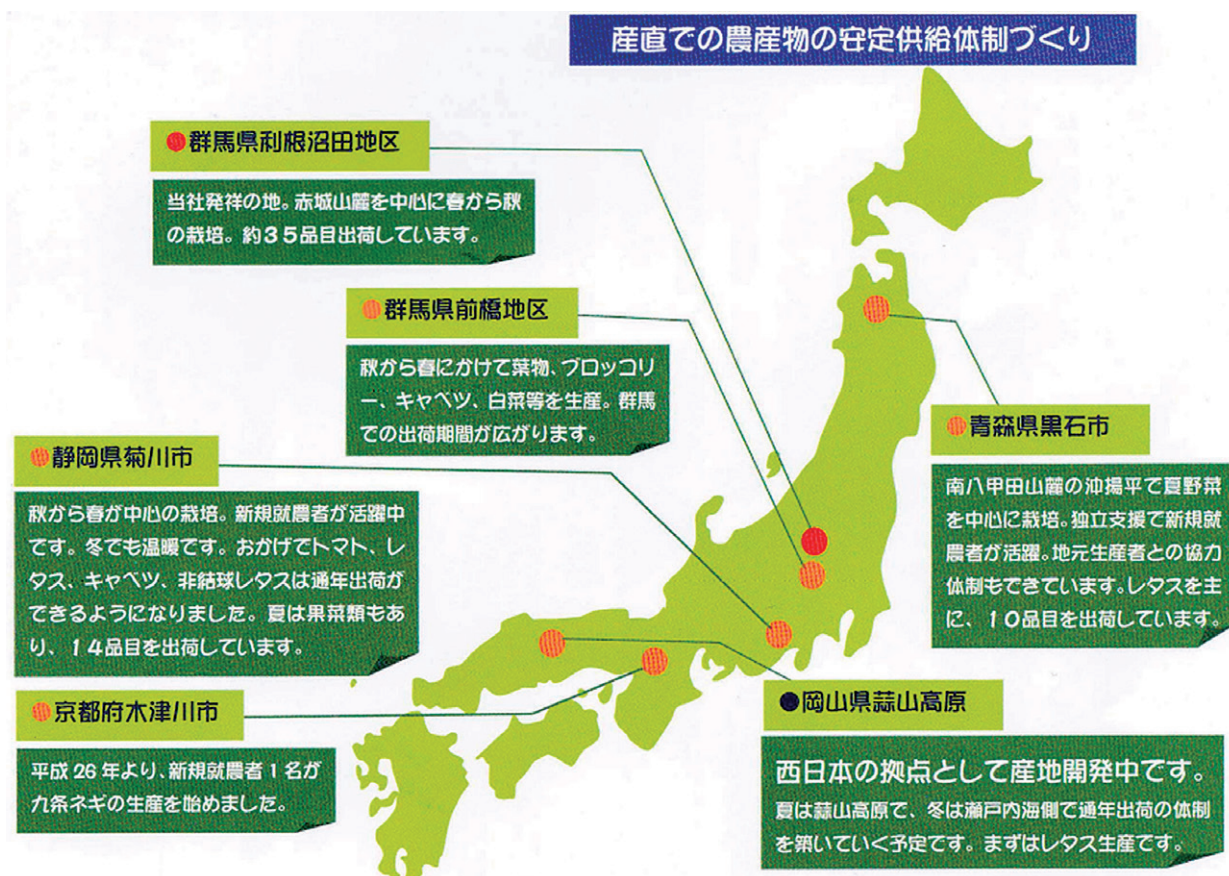 産直での農産物の安定供給体制づくり
●群馬県利根沼田地区
当社発祥の地。赤城山麓を中心に春から秋
の栽培。約35品目出荷しています。
●群馬県前橋地区
秋から春にかけて葉物、ブロッコリ
ー、キャベツ、白菜等を生産。群馬
での出荷期間が広がります。
●静岡県菊川市
秋から春が中心の栽培。新規就農者が活躍中
です。冬でも温暖です。おかげでトマト、レ
タス、キャベツ、非結球レタスは通年出荷が
できるようになりました。夏は果菜類もあ
り、14品目を出荷しています。
●京都府木津川市
平成26年より、新規就農者1名が
九条ネギの生産を始めました。
●青森県黒石市
南八甲田山麓の沖揚平で夏野菜
を中心に栽培。独立支援で新規就
農者が活躍。地元生産者との協力
体制もできています。レタスを主
に、10品目を出荷しています。
●岡山県蒜山高原
西日本の拠点として産地開発中です。
夏は蒜山高原で、冬は瀬戸内海側で通年出荷の体制
を築いていく予定です。まずはレタス生産です。